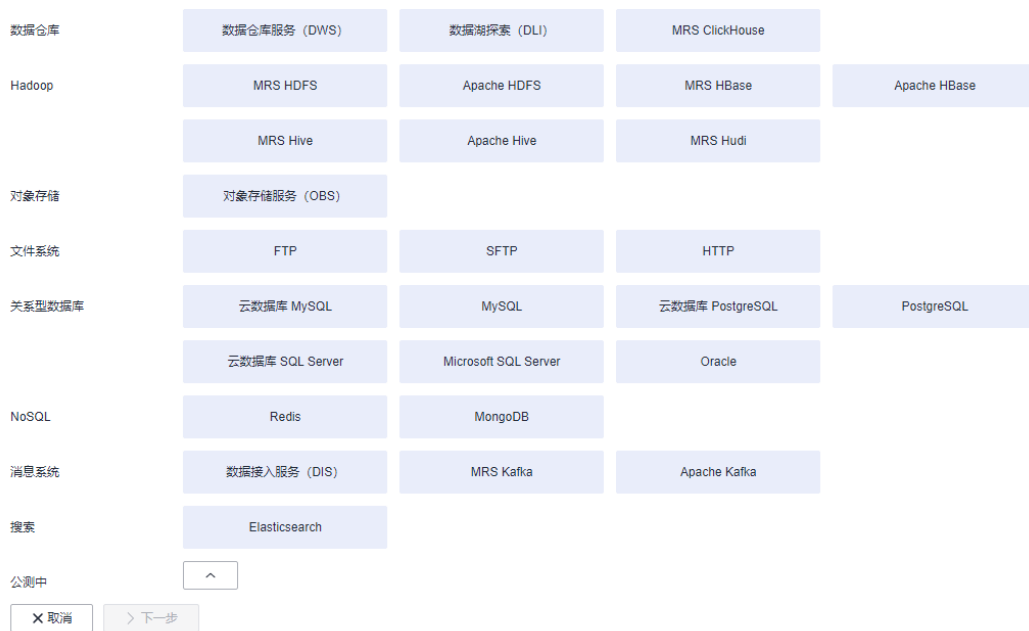 数据仓库 数据仓库服务（DWS） 数据湖探索（DLI） MRS ClickHouse
Hadoop MRS HDFS Apache HDFS MRS HBase Apache HBase
MRS Hive Apache Hive MRS Hudi
对象存储 对象存储服务（OBS）
文件系统 FTP SFTP HTTP
关系型数据库 云数据库 MySQL MySQL 云数据库 PostgreSQL PostgreSQL
云数据库 SQL Server Microsoft SQL Server Oracle
NoSQL Redis MongoDB
消息系统 数据接入服务（DIS） MRS Kafka Apache Kafka
搜索 Elasticsearch
公测中
取消 下一步